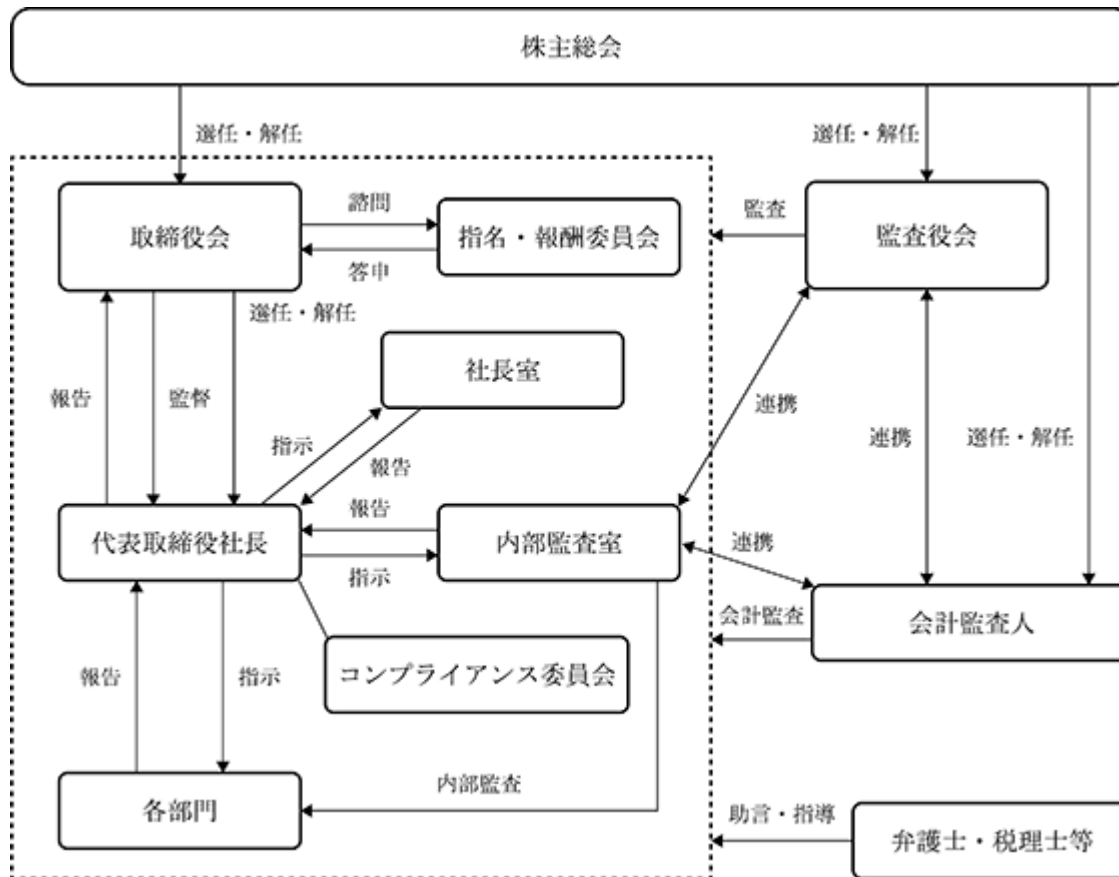 株主総会
選任・解任
選任・解任
取締役会
諮問
答申
指名・報酬委員会
監査
監査役会
選任・解任
社長室
報告
監督
指示
報告
連携
連携
選任・解任
代表取締役社長
報告
指示
内部監査室
連携
会計監査
会計監査人
コンプライアンス委員会
報告
指示
内部監査
各部門
助言・指導
弁護士・税理士等